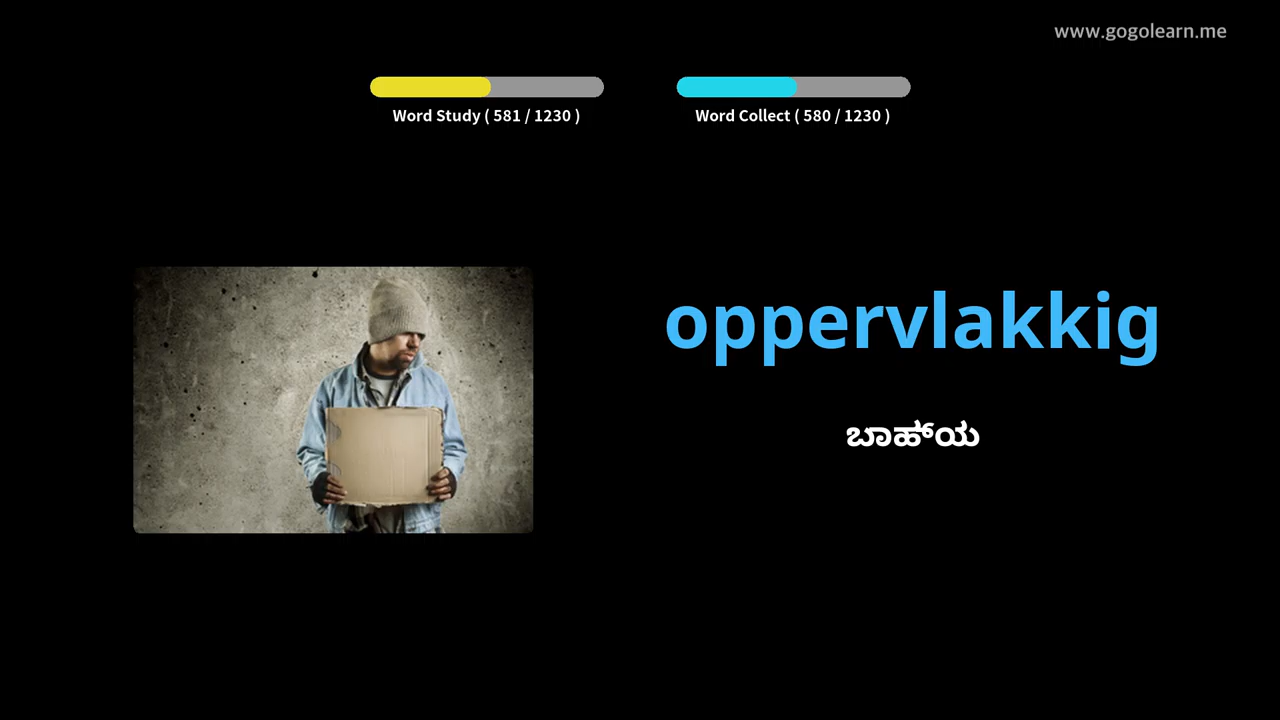 www.gogolearn.me
Word Study ( 581 / 1230 )
Word Collect ( 580 / 1230 )
oppervlakkig
ಬಾಹ್ಯ